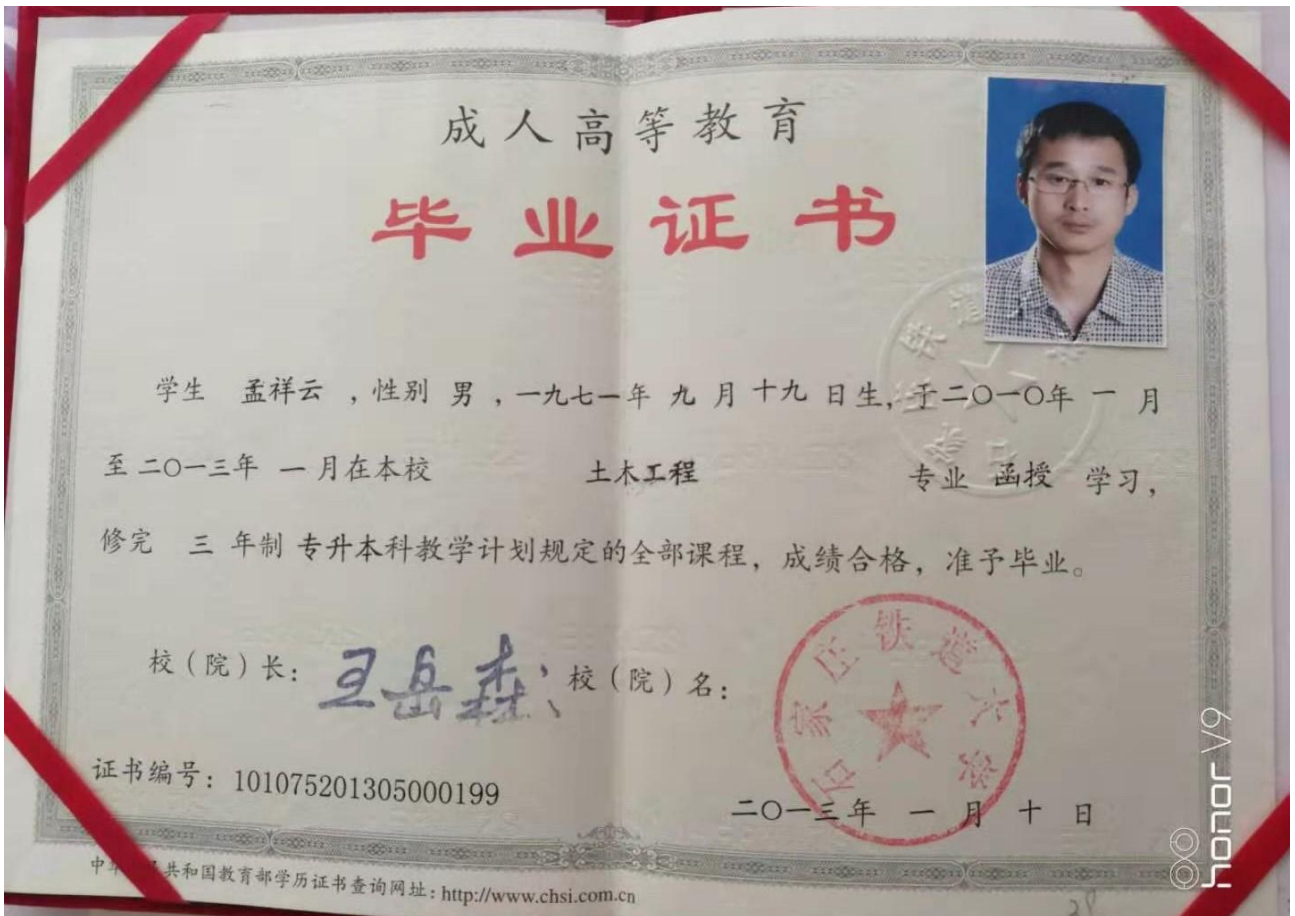 成人高等教育
毕业证书
学生 孟祥云 ,性别 男 ,一九七一年 九 月 十九 日生,于二〇一〇年 一 月
至二〇一三年 一 月在本校 土木工程 专业 函授 学习,
修完 三 年制 专升本科教学计划规定的全部课程,成绩合格,准予毕业。
校(院)长: 王岳森 校(院)名:
石家庄铁道大学
证书编号: 101075201305000199
二〇一三年 一 月 十 日
共和国教育部学历证书查询网址: http://www.chsi.com.cn
honor V9